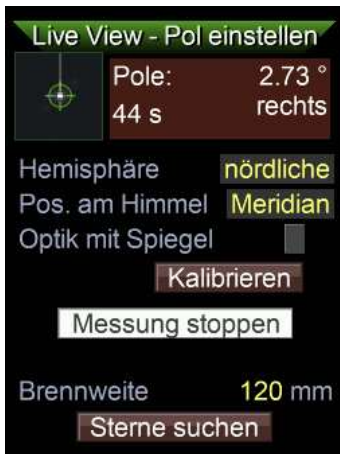 Live View - Pol einstellen
Pole: 2.73 °
44 s rechts
Hemisphäre nördliche
Pos. am Himmel Meridian
Optik mit Spiegel
Kalibrieren
Messung stoppen
Brennweite 120 mm
Sterne suchen